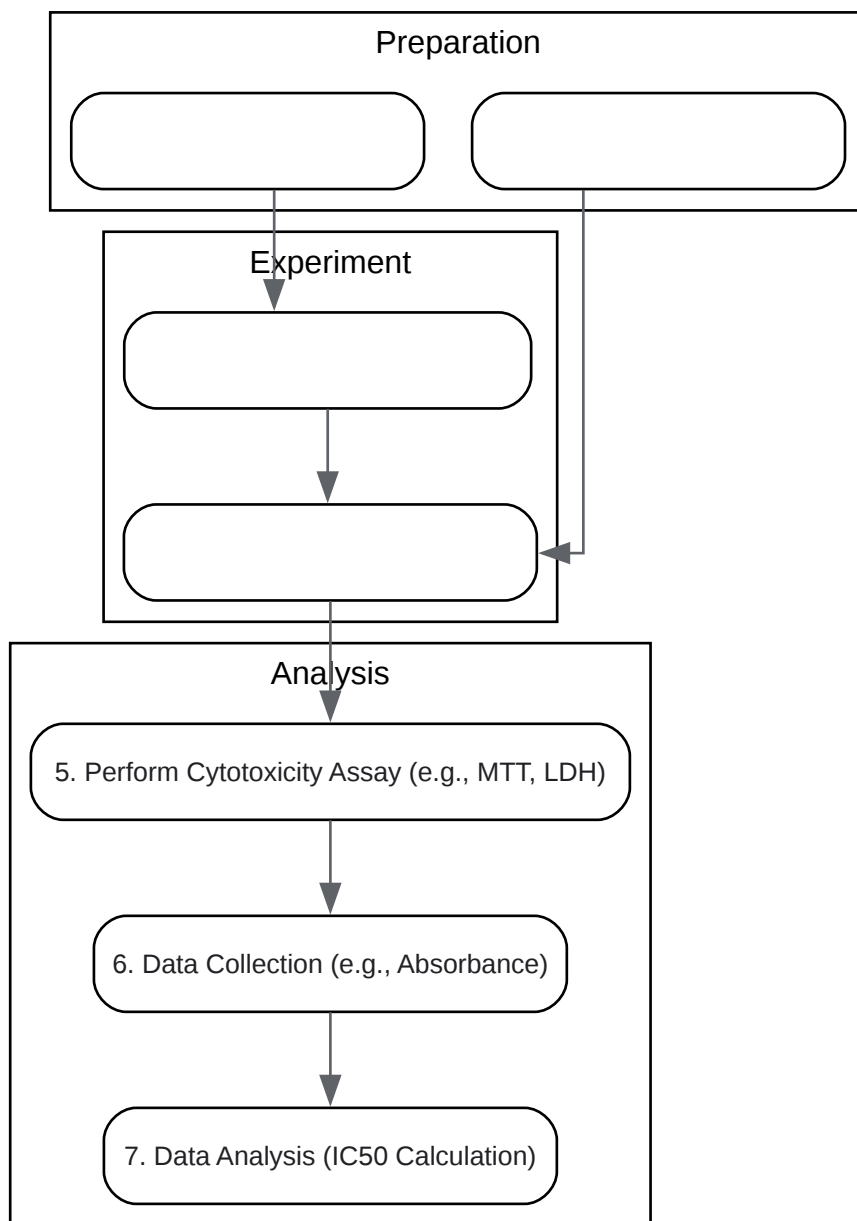 Preparation
Experiment
Analysis
5. Perform Cytotoxicity Assay (e.g., MTT, LDH)
6. Data Collection (e.g., Absorbance)
7. Data Analysis (IC50 Calculation)